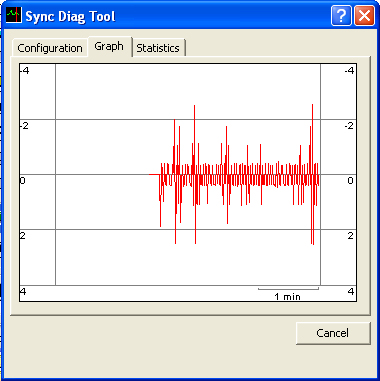 Sync Diag Tool
Configuration Graph Statistics
-4 -4
-2 -2
0 0
2 2
4 4
1 min
Cancel